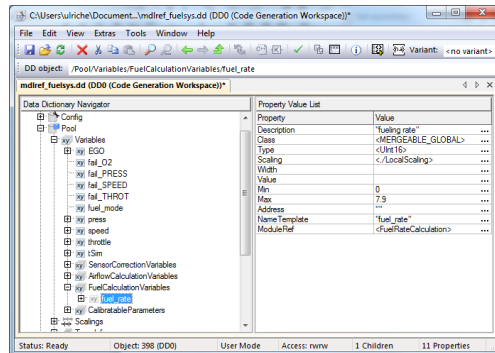 C:\Users\ulriche\Document...\mdlref_fuelsys.dd (DD0 (Code Generation Workspace))*
File Edit View Extras Tools Window Help
Variant: <no variant>
DD object: /Pool/Variables/FuelCalculationVariables/fuel_rate
mdlref_fuelsys.dd (DD0 (Code Generation Workspace))*
Data Dictionary Navigator
Config
Pool
Variables
EGO
fail_O2
fail_PRESS
fail_SPEED
fail_THROT
fuel_mode
press
speed
throttle
tSim
SensorCorrectionVariables
AirflowCalculationVariables
FuelCalculationVariables
fuel_rate
CalibratableParameters
Scalings
Property Value List
Property Value
Description "fueling rate" ...
Class <MERGEABLE_GLOBAL> ...
Type <UInt16> ...
Scaling <./LocalScaling> ...
Width ...
Value ...
Min 0 ...
Max 7.9 ...
Address "" ...
NameTemplate "fuel_rate" ...
ModuleRef <FuelRateCalculation> ...
Status: Ready Object: 398 (DD0) User Mode Access: rwrw 1 Children 11 Properties